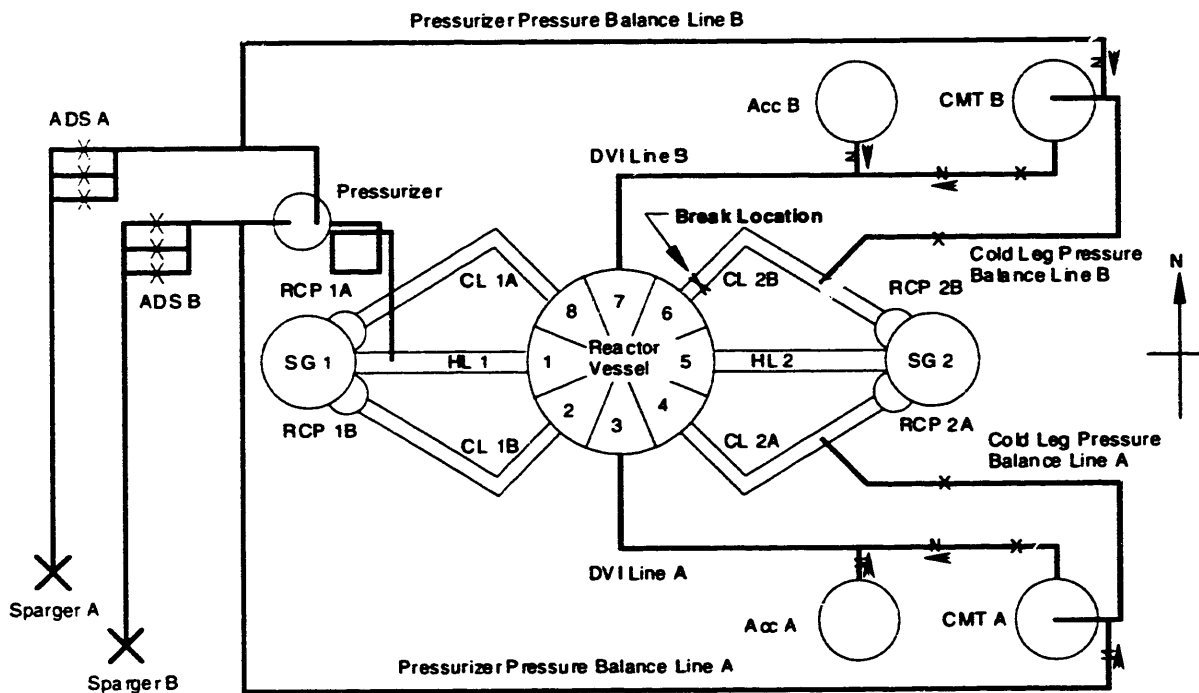 Pressurizer Pressure Balance Line B
ADS A
Acc B
CMT B
DVI Line B
Pressurizer
Break Location
N
ADS B
RCP 1A
CL 1A
CL 2B
RCP 2B
Cold Leg Pressure
Balance Line B
8
7
6
SG 1
HL 1
1
Reactor
Vessel
5
HL 2
SG 2
2
3
4
RCP 1B
CL 1B
CL 2A
RCP 2A
Cold Leg Pressure
Balance Line A
DVI Line A
Sparger A
Acc A
CMT A
Sparger B
Pressurizer Pressure Balance Line A